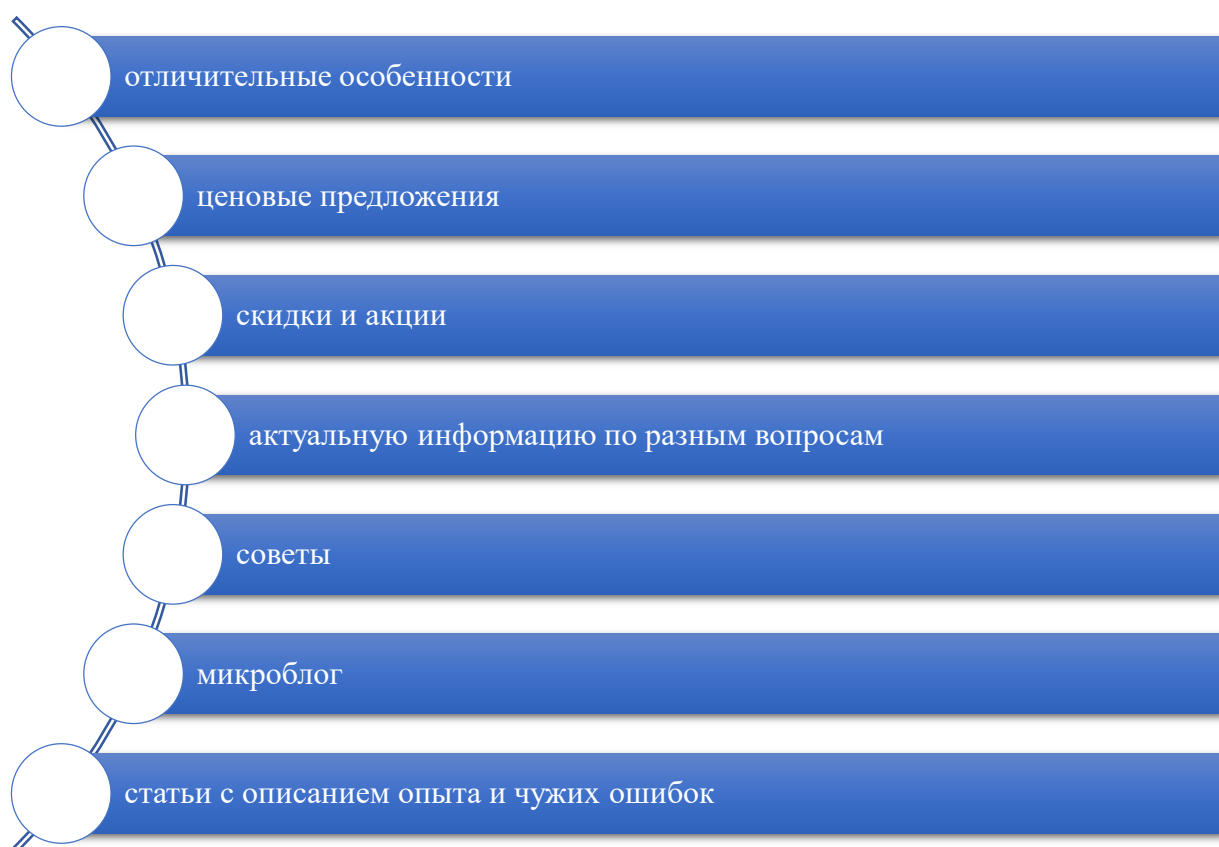 отличительные особенности
ценовые предложения
скидки и акции
актуальную информацию по разным вопросам
советы
микроблог
статьи с описанием опыта и чужих ошибок